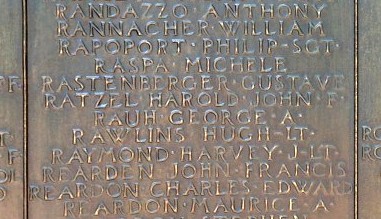 RANDAZZO·ANTHONY
RANNACHER·WILLIAM
RAPOPORT·PHILIP·SGT·
RASPA·MICHELE
RASTENBERGER·GUSTAVE
RATZEL·HAROLD·JOHN·F·
RAUH·GEORGE·A·
RAWLINS·HUGH·LT·
RAYMOND·HARVEY·J·LT·
REARDEN·JOHN·FRANCIS
REARDON·CHARLES·EDWARD
REARDON·MAURICE·A·
STEPHEN